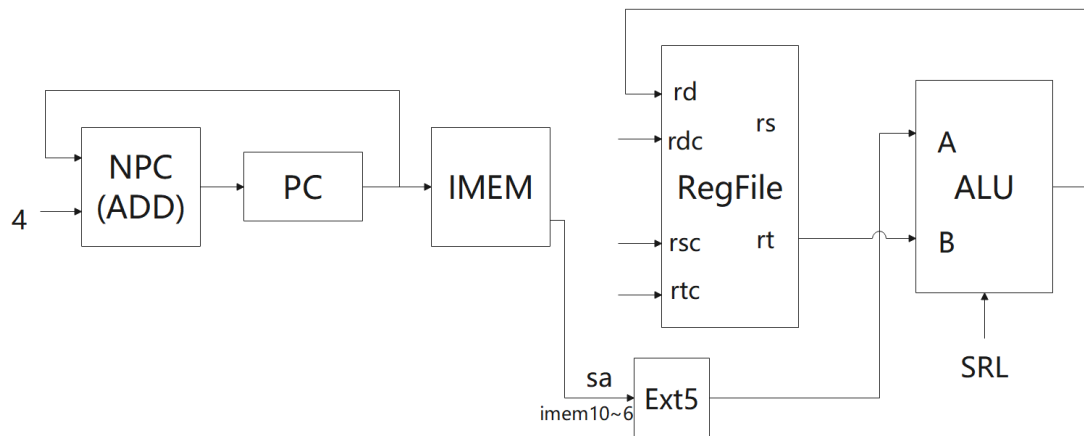 NPC
(ADD)
4
PC
IMEM
rd
rdc
rs
RegFile
rsc
rt
rtc
A
ALU
B
SRL
sa
imem10~6
Ext5